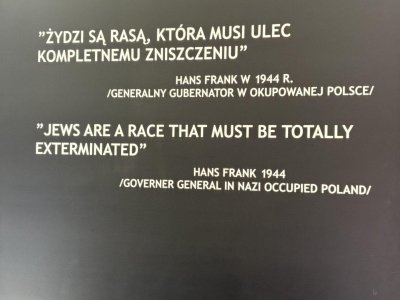 ”ŻYDZI SĄ RASĄ, KTÓRA MUSI ULEC
KOMPLETNEMU ZNISZCZENIU”
HANS FRANK W 1944 R.
/GENERALNY GUBERNATOR W OKUPOWANEJ POLSCE/
”JEWS ARE A RACE THAT MUST BE TOTALLY
EXTERMINATED”
HANS FRANK 1944
/GOVERNER GENERAL IN NAZI OCCUPIED POLAND/